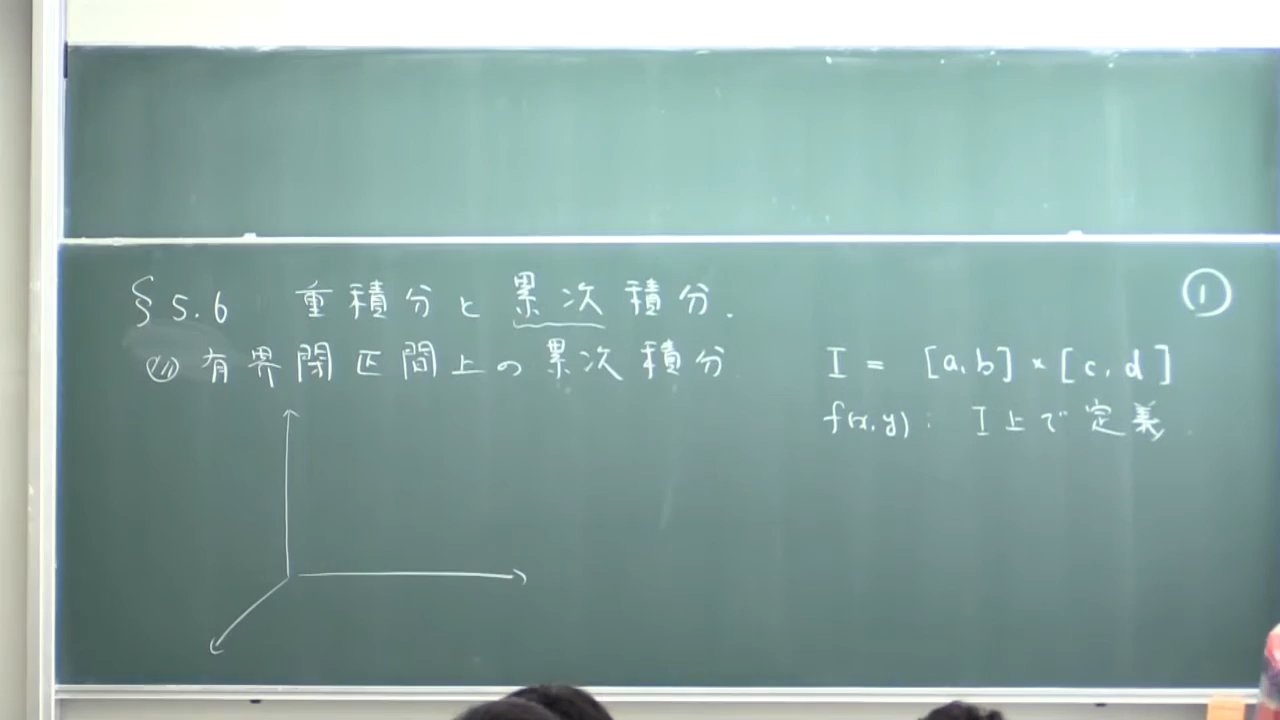 §5.6 重積分と累次積分.
①
有界閉区間上の累次積分
I = [a,b]×[c,d]
f(x,y): I上で定義